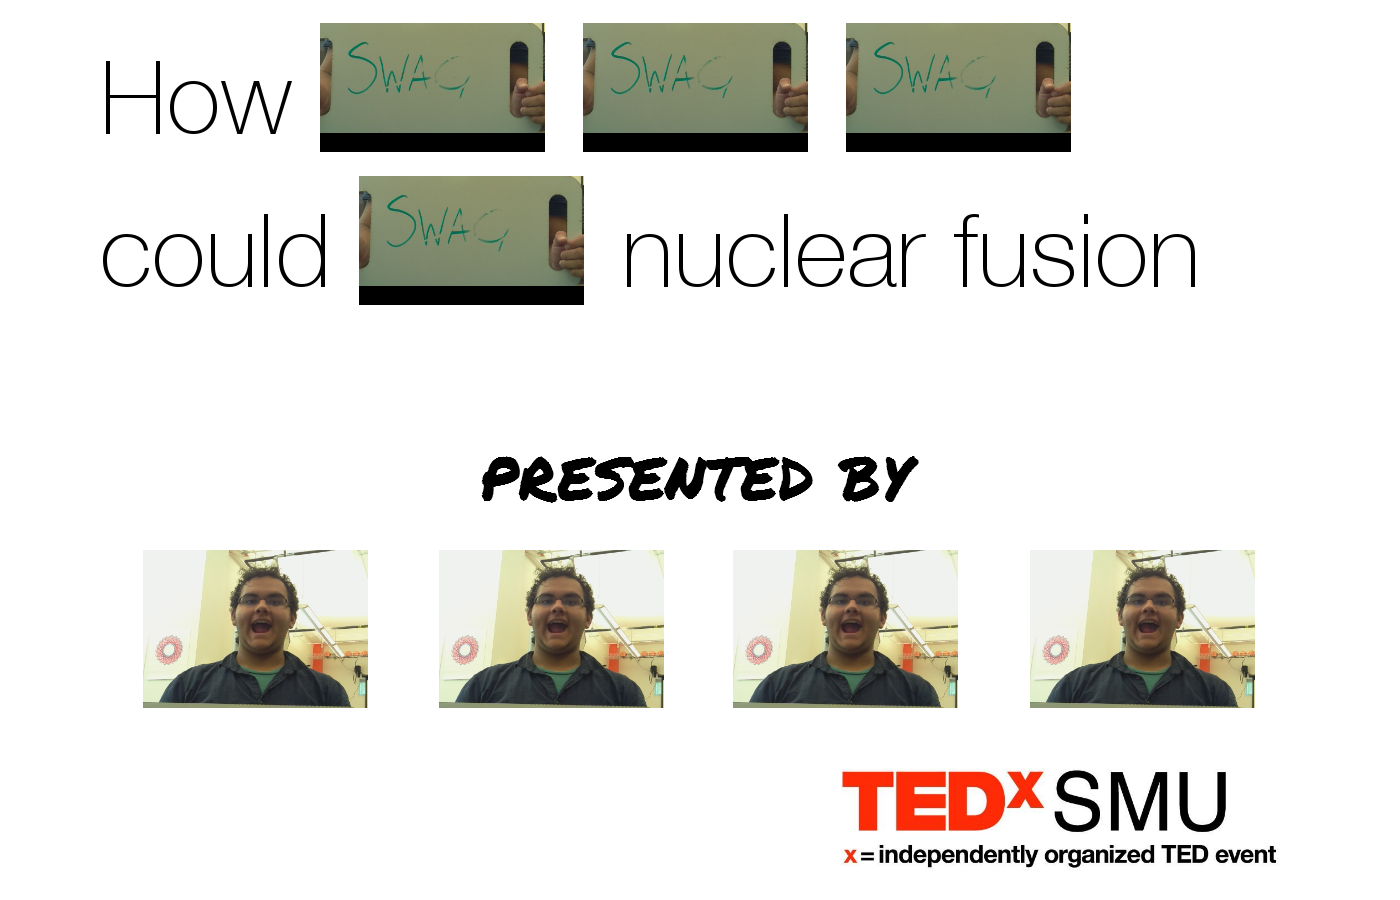 How SWAG SWAG SWAG
could SWAG nuclear fusion
PRESENTED BY
TEDx SMU
x = independently organized TED event